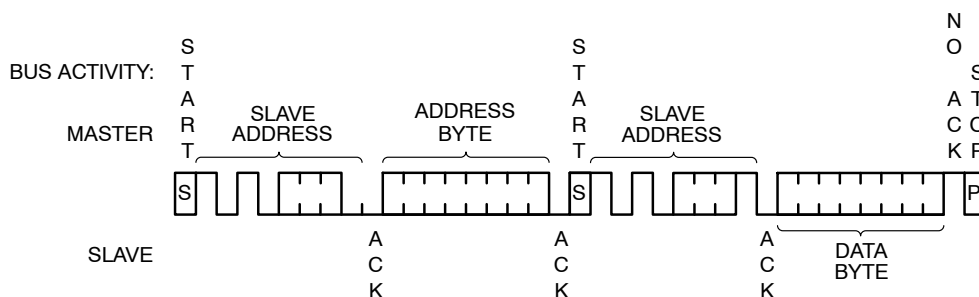 BUS ACTIVITY:
MASTER
START
SLAVE
ADDRESS
ADDRESS
BYTE
START
SLAVE
ADDRESS
NO ACK
S
S
P
SLAVE
ACK
ACK
ACK
DATA
BYTE